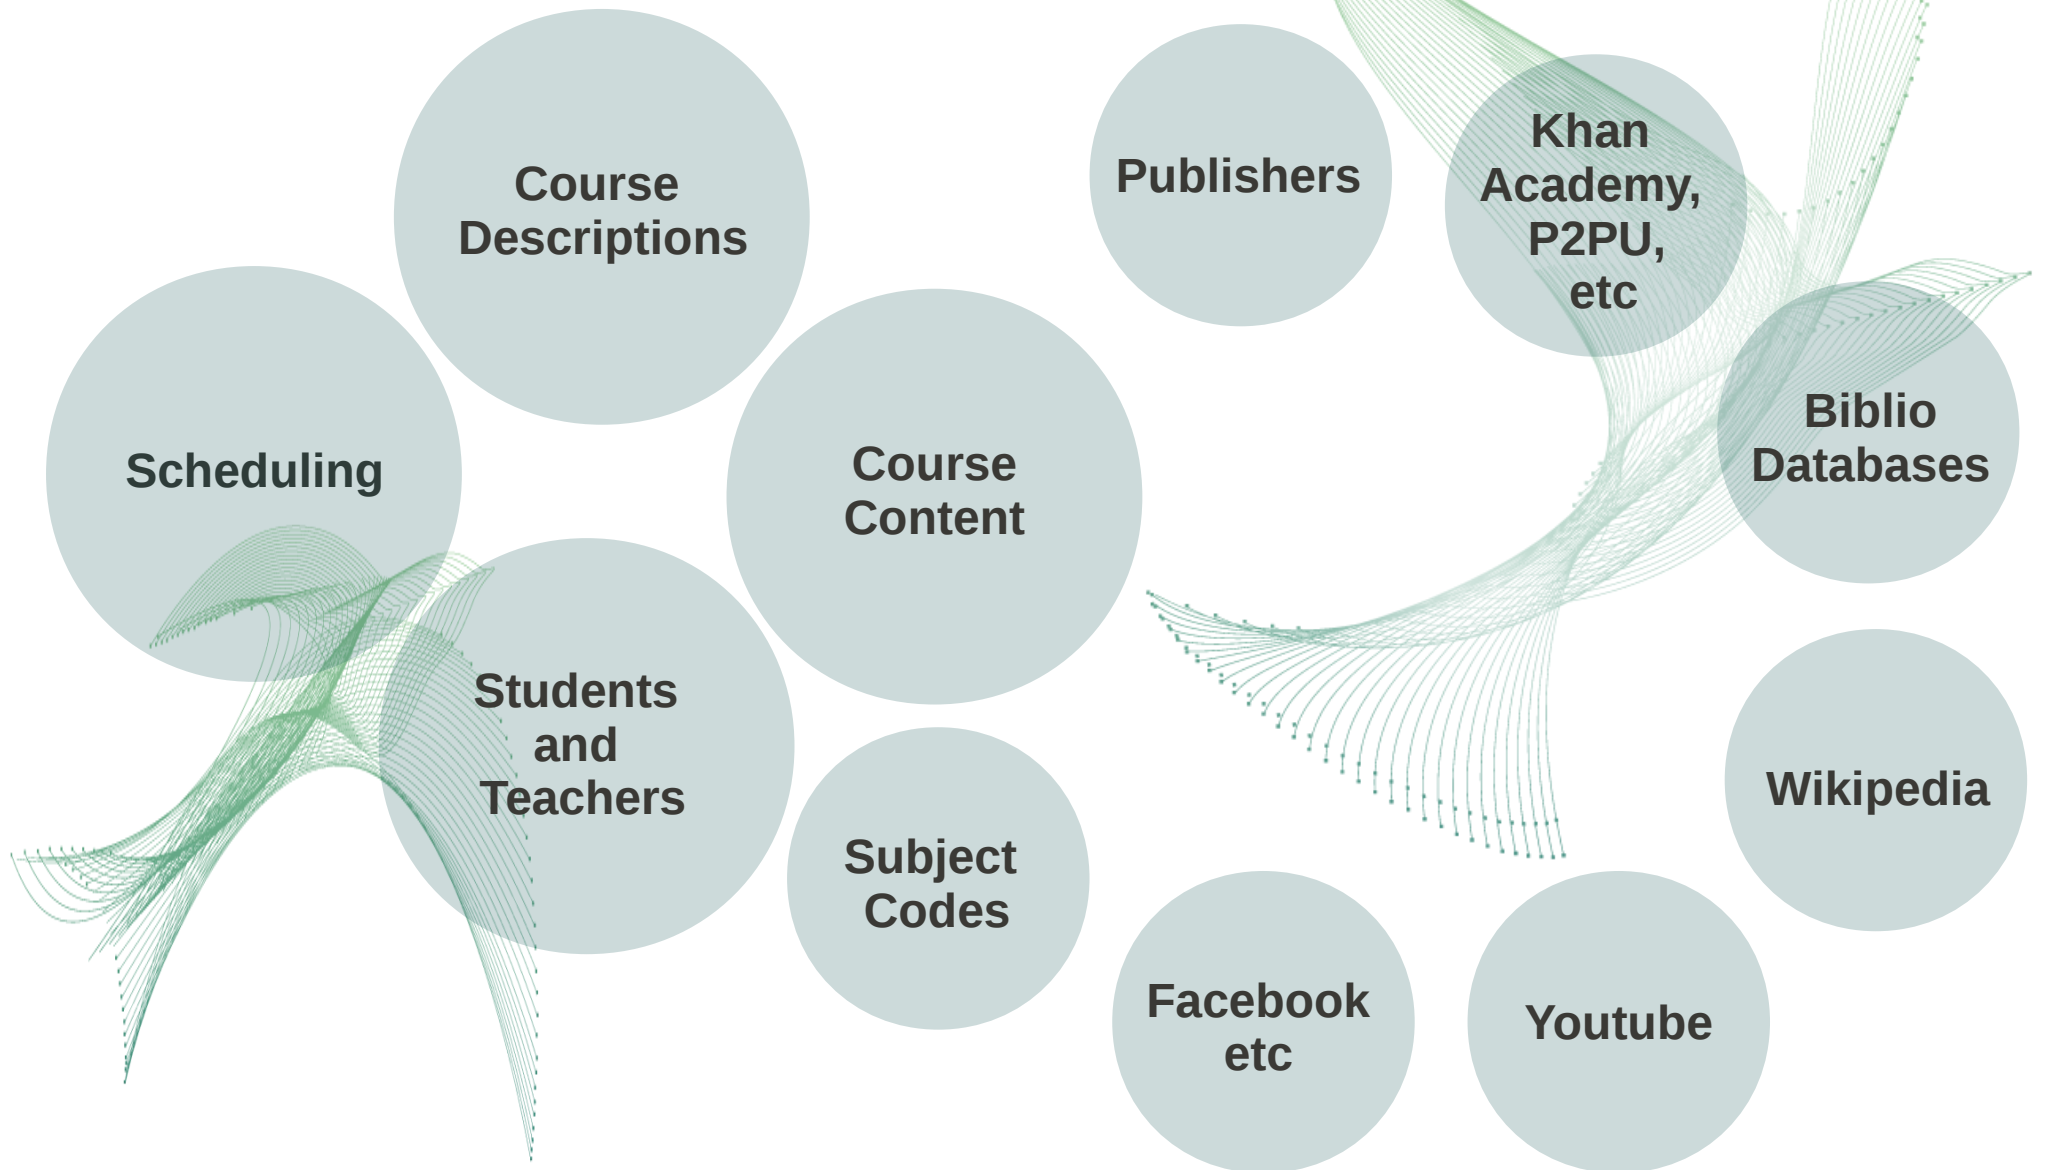 Course
Descriptions
Scheduling
Course
Content
Students
and
Teachers
Subject
Codes
Publishers
Khan
Academy,
P2PU,
etc
Biblio
Databases
Wikipedia
Facebook
etc
Youtube